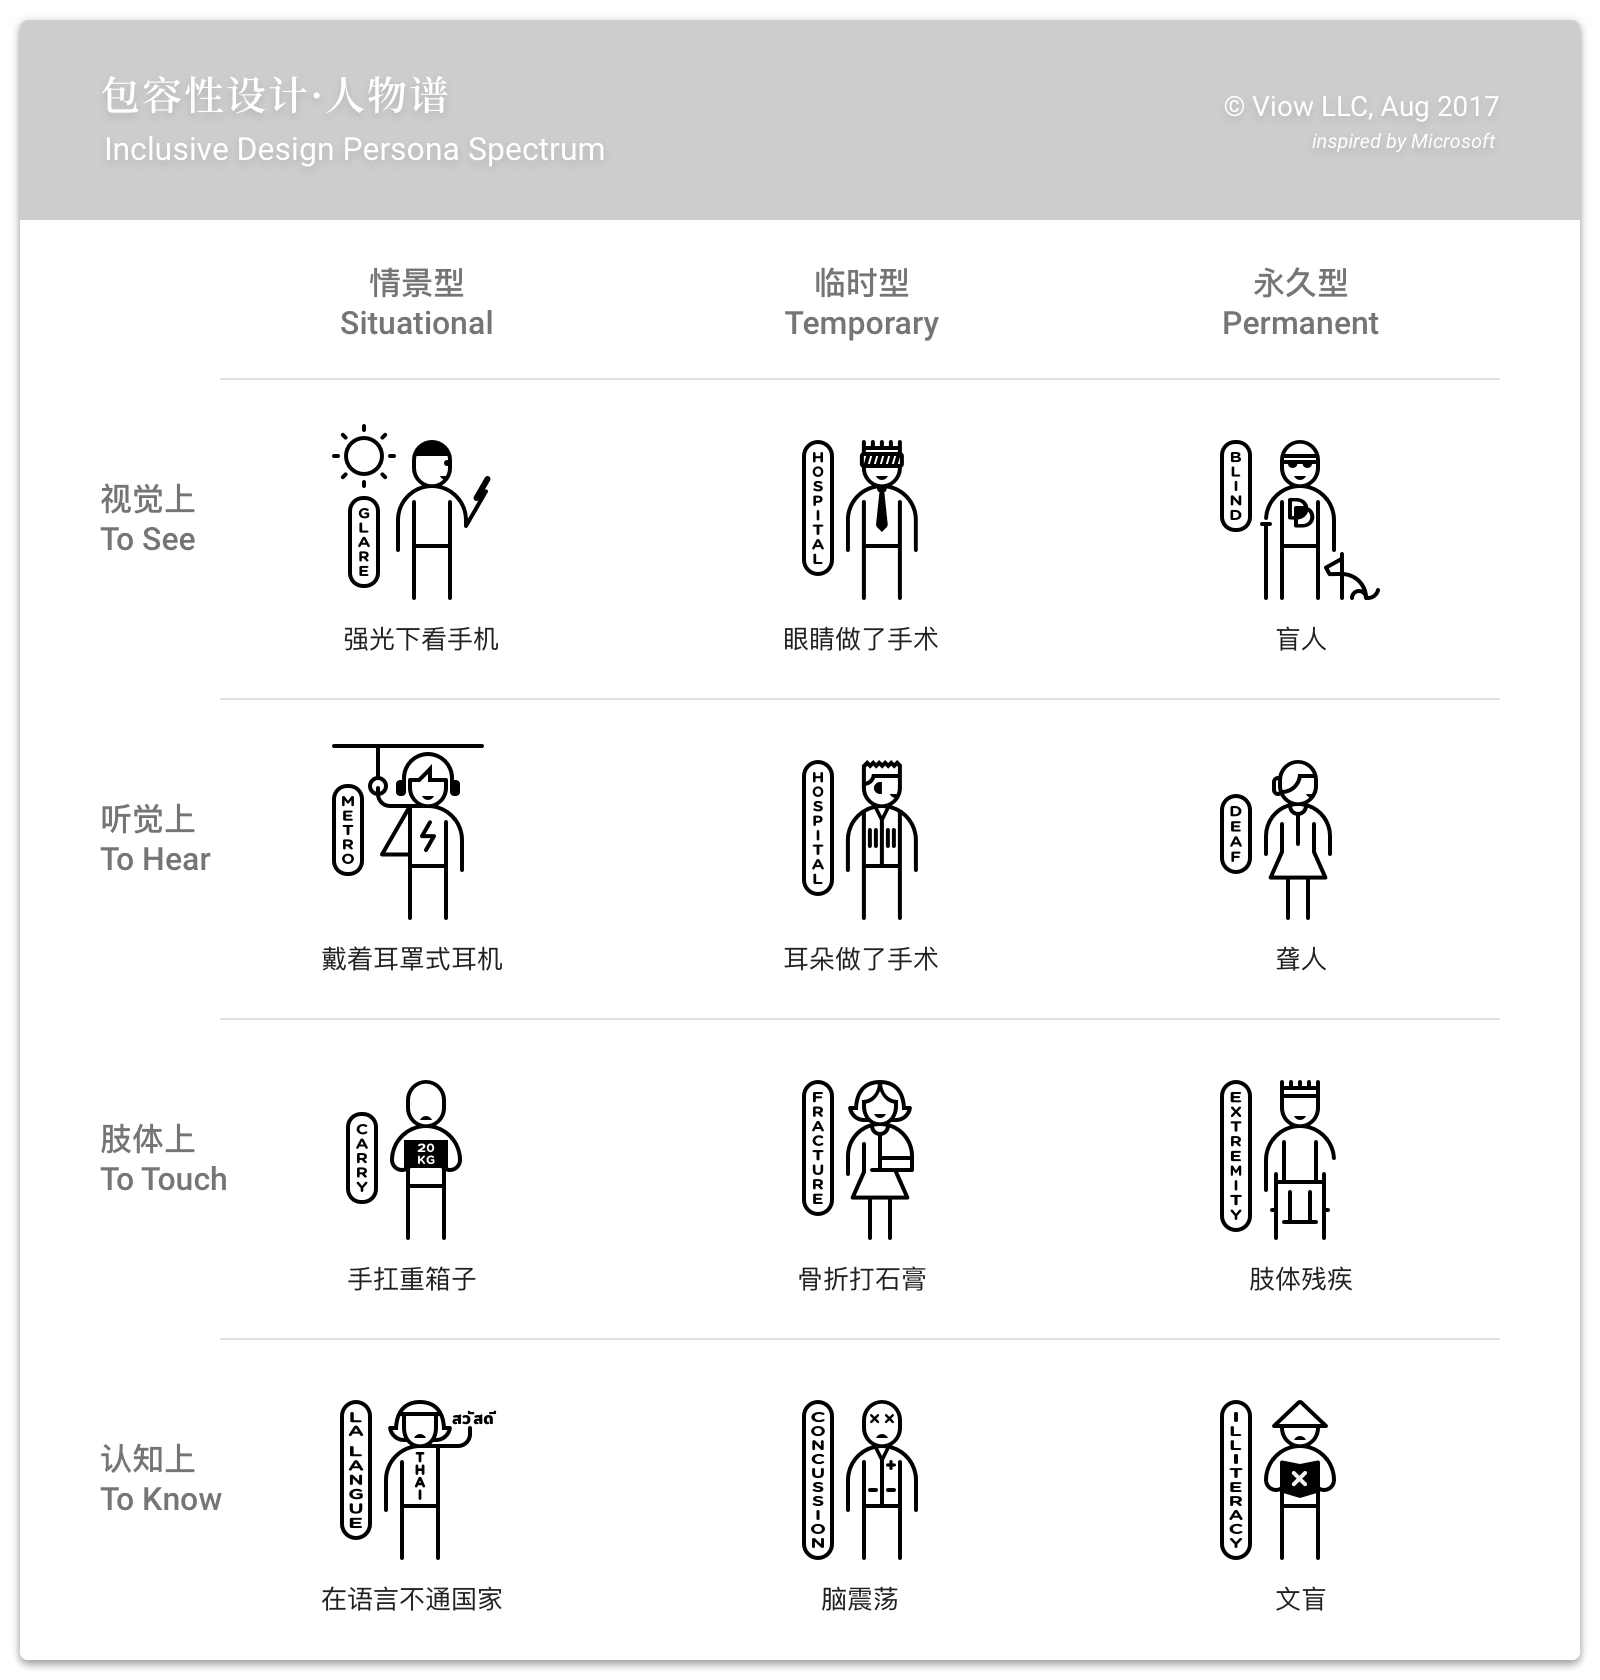 包容性设计·人物谱
Inclusive Design Persona Spectrum
© Viow LLC, Aug 2017
inspired by Microsoft
情景型
Situational
临时型
Temporary
永久型
Permanent
视觉上
To See
GLARE
强光下看手机
HOSPITAL
眼睛做了手术
BLIND
盲人
听觉上
To Hear
METRO
戴着耳罩式耳机
HOSPITAL
耳朵做了手术
DEAF
聋人
肢体上
To Touch
CARRY
20
KG
手扛重箱子
FRACTURE
骨折打石膏
EXTREMITY
肢体残疾
认知上
To Know
LA LANGUE
สวัสดี
THAI
在语言不通国家
CONCUSSION
脑震荡
ILLITERACY
文盲